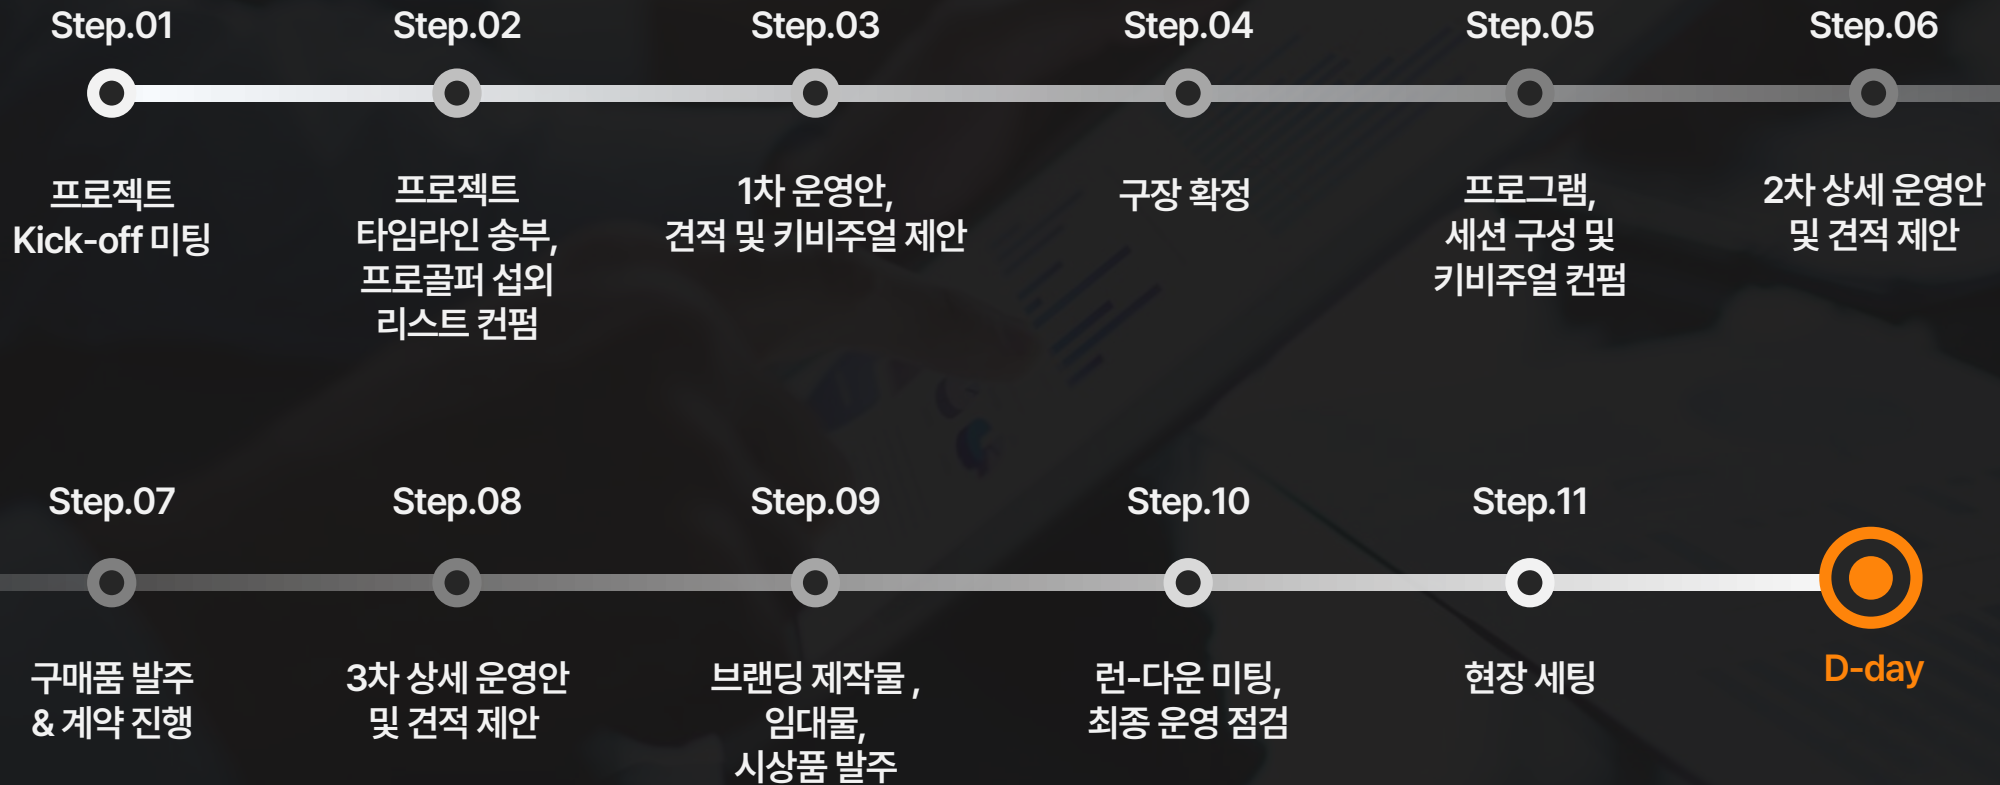 Step.01
프로젝트
Kick-off 미팅
Step.02
프로젝트
타임라인 송부,
프로골퍼 섭외
리스트 컨펌
Step.03
1차 운영안,
견적 및 키비주얼 제안
Step.04
구장 확정
Step.05
프로그램,
세션 구성 및
키비주얼 컨펌
Step.06
2차 상세 운영안
및 견적 제안
Step.07
구매품 발주
& 계약 진행
Step.08
3차 상세 운영안
및 견적 제안
Step.09
브랜딩 제작물 ,
임대물,
시상품 발주
Step.10
런-다운 미팅,
최종 운영 점검
Step.11
현장 세팅
D-day